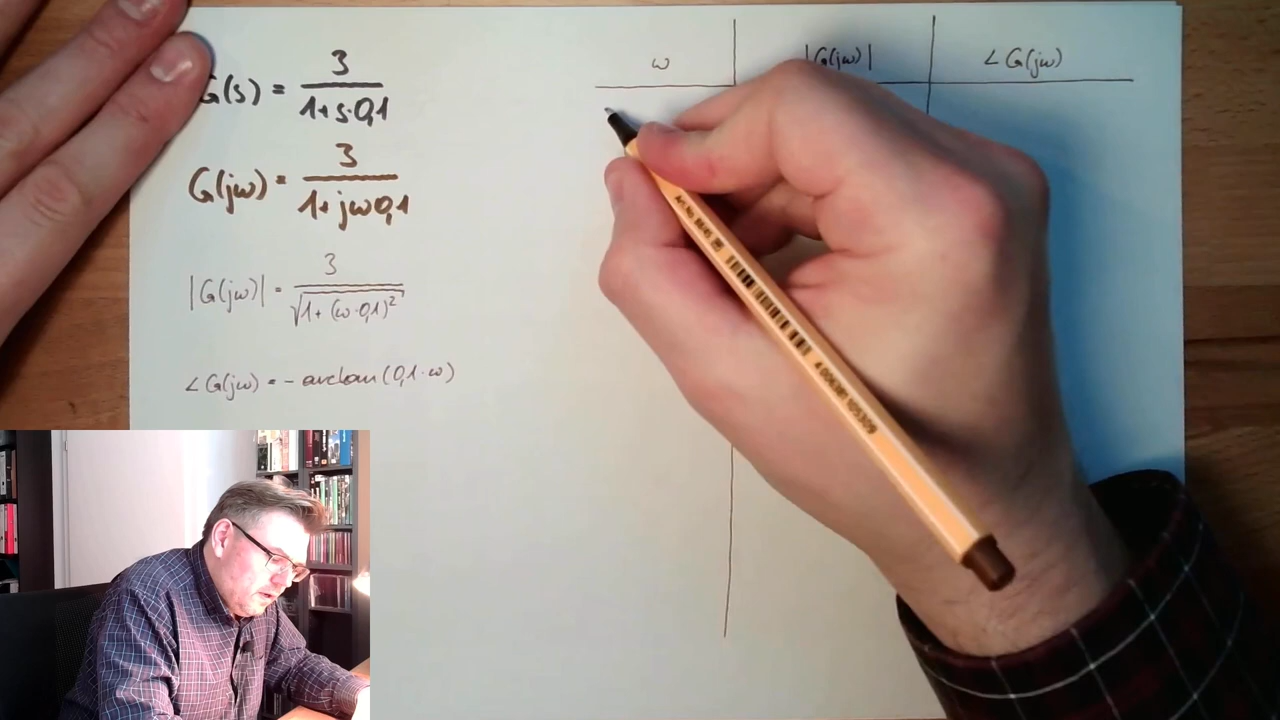 G(s) = 3 / (1+s·0,1)
G(jω) = 3 / (1+jω0,1)
|G(jω)| = 3 / √(1+(ω·0,1)²)
∠G(jω) = -arctan(0,1·ω)
ω |G(jω)| ∠G(jω)